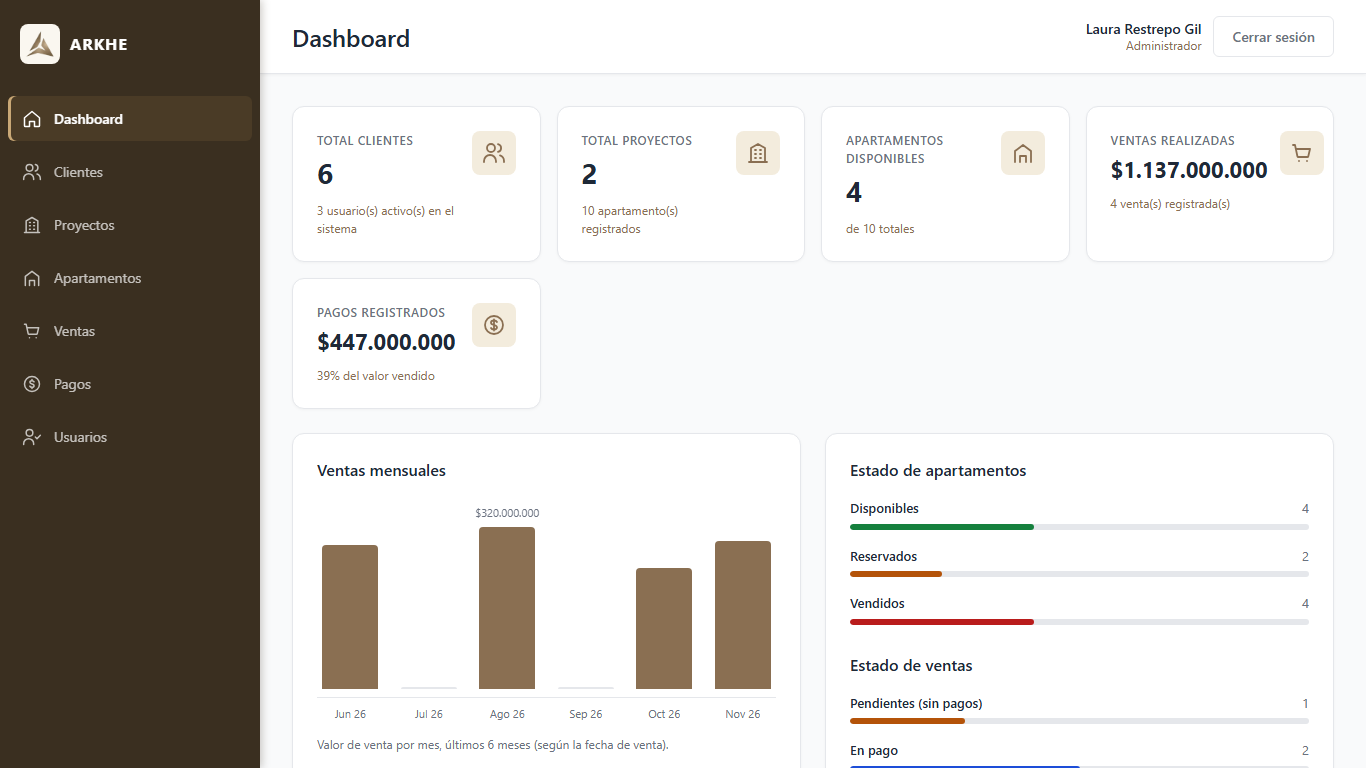 ARKHE
Dashboard
Clientes
Proyectos
Apartamentos
Ventas
Pagos
Usuarios
Dashboard
Laura Restrepo Gil
Administrador
Cerrar sesión
TOTAL CLIENTES
6
3 usuario(s) activo(s) en el
sistema
TOTAL PROYECTOS
2
10 apartamento(s)
registrados
APARTAMENTOS
DISPONIBLES
4
de 10 totales
VENTAS REALIZADAS
$1.137.000.000
4 venta(s) registrada(s)
PAGOS REGISTRADOS
$447.000.000
39% del valor vendido
Ventas mensuales
$320.000.000
Jun 26
Jul 26
Ago 26
Sep 26
Oct 26
Nov 26
Valor de venta por mes, últimos 6 meses (según la fecha de venta).
Estado de apartamentos
Disponibles 4
Reservados 2
Vendidos 4
Estado de ventas
Pendientes (sin pagos) 1
En pago 2